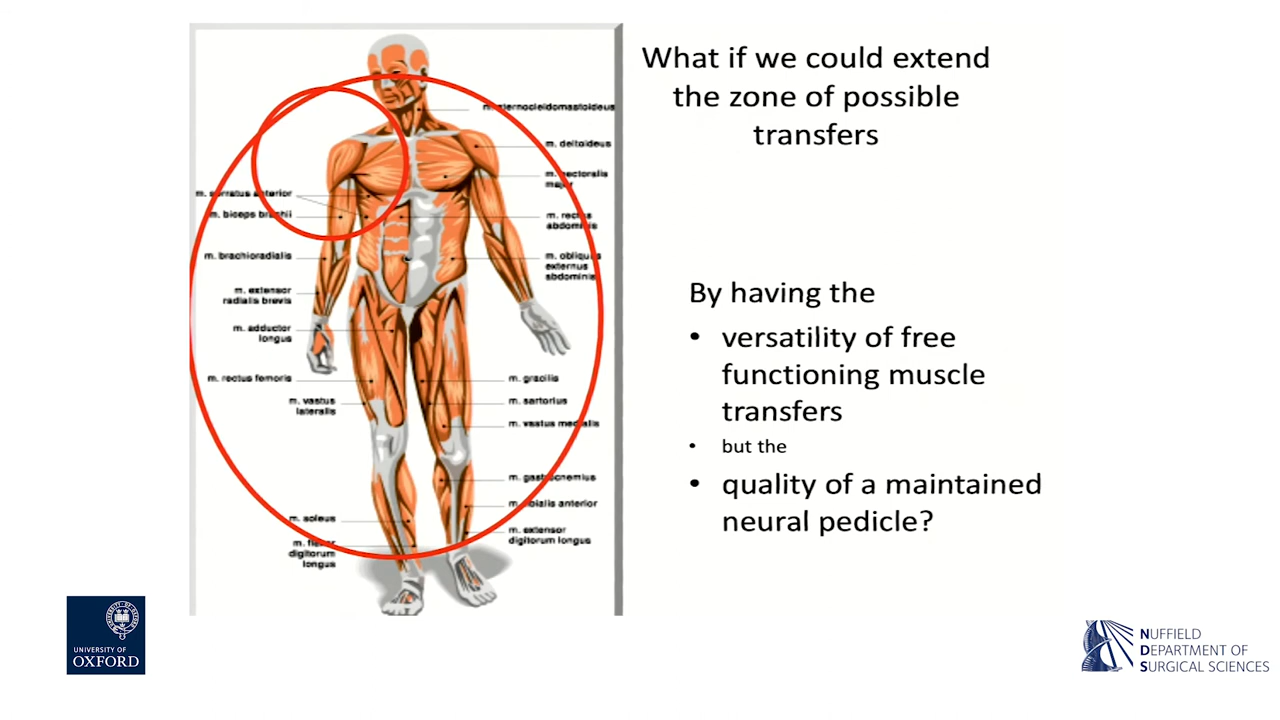 What if we could extend
the zone of possible
transfers
m. sternocleidomastoideus
m. deltoideus
m. pectoralis
major
m. serratus anterior
m. biceps brachii
m. rectus
abdominis
m. brachioradialis
m. obliquus
externus
abdominis
m. extensor
radialis brevis
m. adductor
longus
m. rectus femoris
m. gracilis
m. vastus
lateralis
m. sartorius
m. vastus medialis
m. gastrocnemius
m. tibialis anterior
m. soleus
m. extensor
digitorum longus
m. flexor
digitorum
longus
By having the
• versatility of free
functioning muscle
transfers
• but the
• quality of a maintained
neural pedicle?
UNIVERSITY OF
OXFORD
NUFFIELD
DEPARTMENT OF
SURGICAL SCIENCES